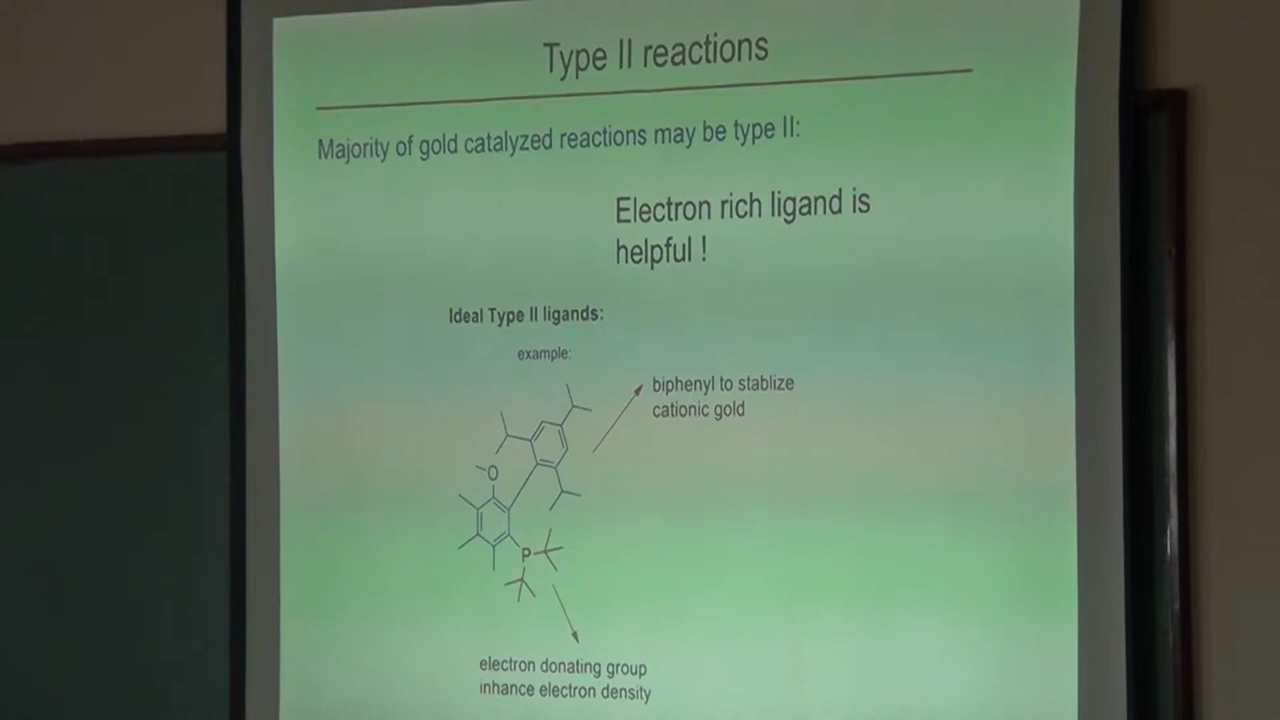 Type II reactions
Majority of gold catalyzed reactions may be type II:
Electron rich ligand is
helpful !
Ideal Type II ligands:
example:
biphenyl to stablize
cationic gold
O
P
electron donating group
inhance electron density